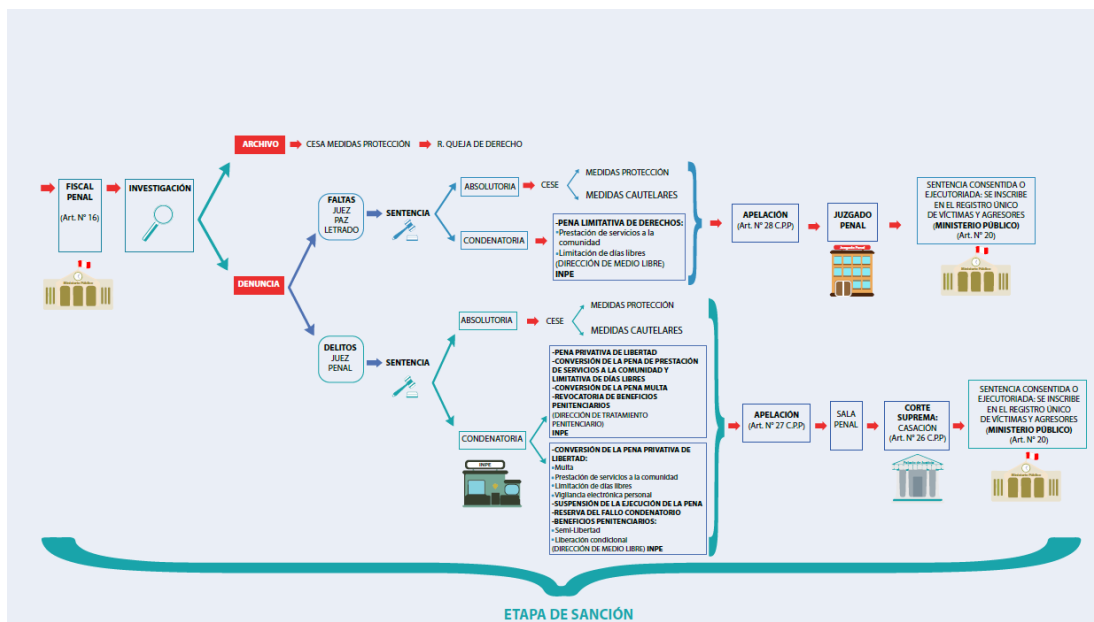 FISCAL
PENAL
(Art. Nº 16)
Ministerio Público
INVESTIGACIÓN
ARCHIVO
CESA MEDIDAS PROTECCIÓN
R. QUEJA DE DERECHO
DENUNCIA
FALTAS
JUEZ
PAZ
LETRADO
SENTENCIA
ABSOLUTORIA
CESE
MEDIDAS PROTECCIÓN
MEDIDAS CAUTELARES
CONDENATORIA
-PENA LIMITATIVA DE DERECHOS:
•Prestación de servicios a la
comunidad
•Limitación de días libres
(DIRECCIÓN DE MEDIO LIBRE)
INPE
APELACIÓN
(Art. Nº 28 C.P.P)
JUZGADO
PENAL
SENTENCIA CONSENTIDA O
EJECUTORIADA: SE INSCRIBE
EN EL REGISTRO ÚNICO
DE VÍCTIMAS Y AGRESORES
(MINISTERIO PÚBLICO)
(Art. Nº 20)
Ministerio Público
DELITOS
JUEZ
PENAL
SENTENCIA
ABSOLUTORIA
CESE
MEDIDAS PROTECCIÓN
MEDIDAS CAUTELARES
CONDENATORIA
INPE
-PENA PRIVATIVA DE LIBERTAD
-CONVERSIÓN DE LA PENA DE PRESTACIÓN
DE SERVICIOS A LA COMUNIDAD Y
LIMITATIVA DE DÍAS LIBRES
-CONVERSIÓN DE LA PENA MULTA
-REVOCATORIA DE BENEFICIOS
PENITENCIARIOS
(DIRECCIÓN DE TRATAMIENTO
PENITENCIARIO)
INPE
-CONVERSIÓN DE LA PENA PRIVATIVA DE
LIBERTAD:
•Multa
•Prestación de servicios a la comunidad
•Limitación de días libres
•Vigilancia electrónica personal
-SUSPENSIÓN DE LA EJECUCIÓN DE LA PENA
-RESERVA DEL FALLO CONDENATORIO
-BENEFICIOS PENITENCIARIOS:
•Semi-Libertad
•Liberación condicional
(DIRECCIÓN DE MEDIO LIBRE) INPE
APELACIÓN
(Art. Nº 27 C.P.P)
SALA
PENAL
CORTE
SUPREMA:
CASACIÓN
(Art. Nº 26 C.P.P)
SENTENCIA CONSENTIDA O
EJECUTORIADA: SE INSCRIBE
EN EL REGISTRO ÚNICO
DE VÍCTIMAS Y AGRESORES
(MINISTERIO PÚBLICO)
(Art. Nº 20)
Ministerio Público
ETAPA DE SANCIÓN